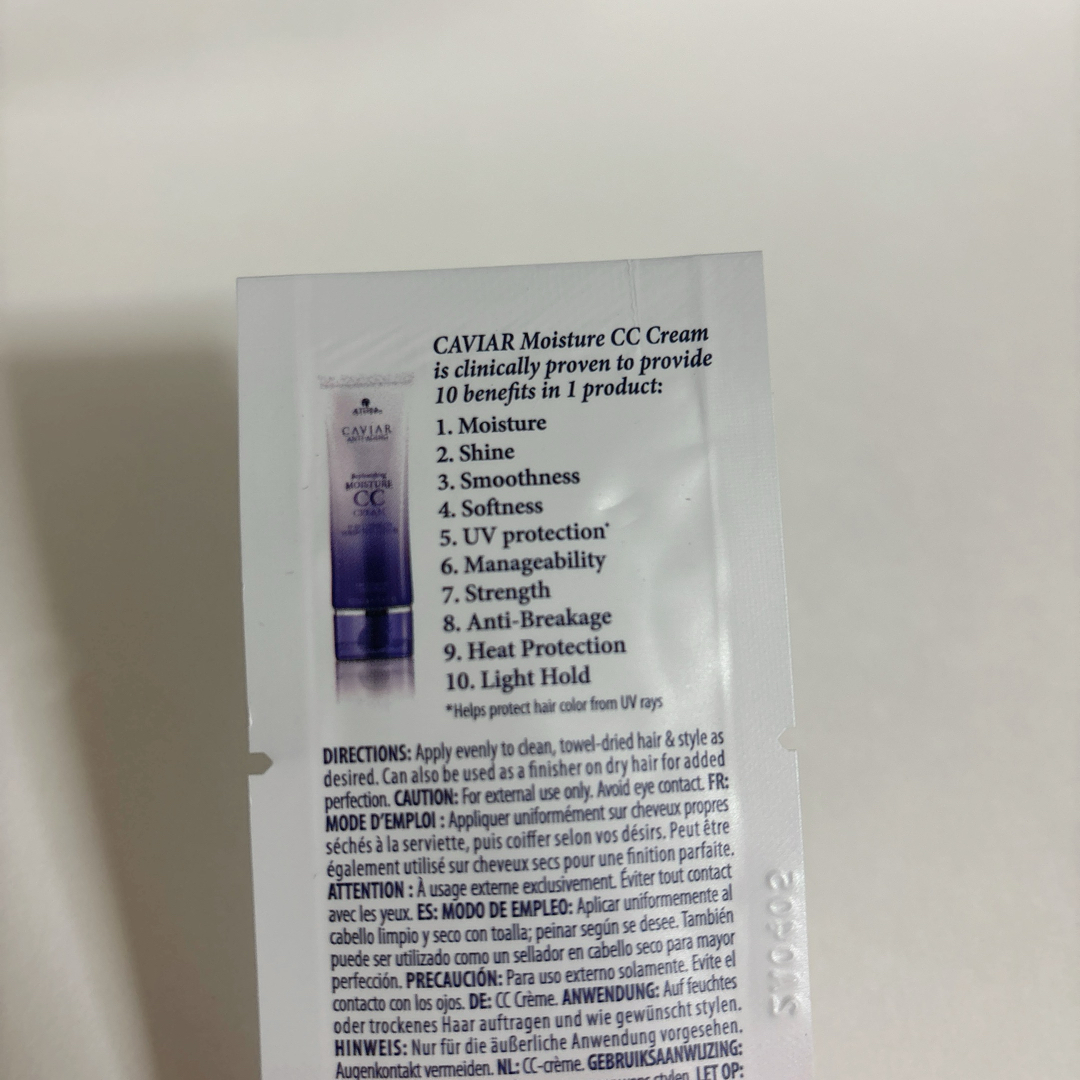 CAVIAR Moisture CC Cream
is clinically proven to provide
10 benefits in 1 product:
1. Moisture
2. Shine
3. Smoothness
4. Softness
5. UV protection*
6. Manageability
7. Strength
8. Anti-Breakage
9. Heat Protection
10. Light Hold
*Helps protect hair color from UV rays
CAVIAR
ANTI-AGING
MOISTURE
CC
CREAM
DIRECTIONS: Apply evenly to clean, towel-dried hair & style as
desired. Can also be used as a finisher on dry hair for added
perfection. CAUTION: For external use only. Avoid eye contact. FR:
MODE D'EMPLOI : Appliquer uniformément sur cheveux propres
séchés à la serviette, puis coiffer selon vos désirs. Peut être
également utilisé sur cheveux secs pour une finition parfaite.
ATTENTION : À usage externe exclusivement. Éviter tout contact
avec les yeux. ES: MODO DE EMPLEO: Aplicar uniformemente al
cabello limpio y seco con toalla; peinar según se desee. También
puede ser utilizado como un sellador en cabello seco para mayor
perfección. PRECAUCIÓN: Para uso externo solamente. Evite el
contacto con los ojos. DE: CC Crème. ANWENDUNG: Auf feuchtes
oder trockenes Haar auftragen und wie gewünscht stylen.
HINWEIS: Nur für die äußerliche Anwendung vorgesehen.
Augenkontakt vermeiden. NL: CC-crème. GEBRUIKSAANWIJZING:
stylen. LET OP: